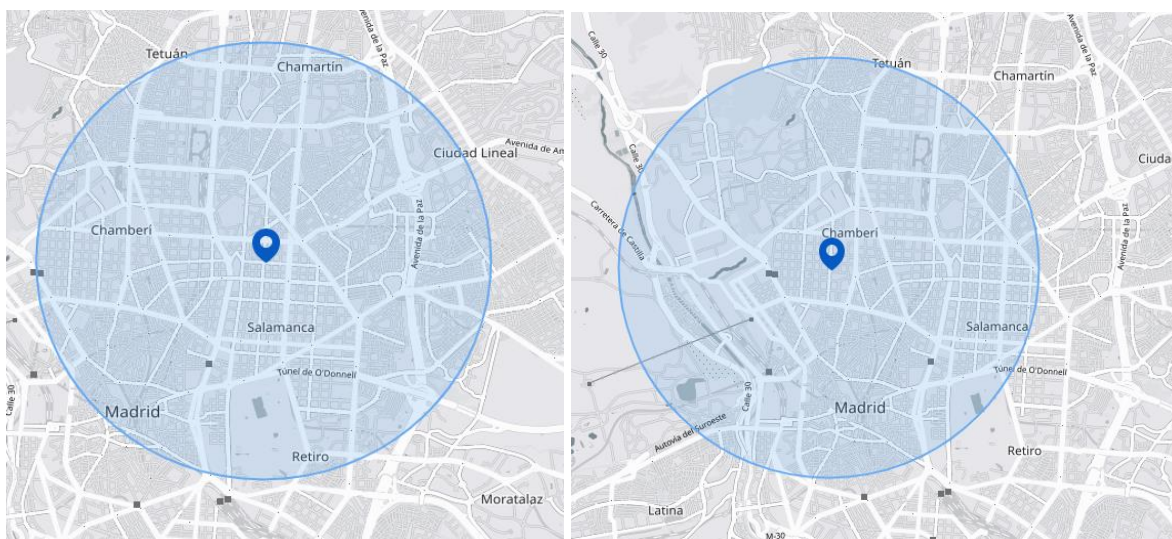 Tetuán
Chamartín
Avenida de la Paz
Ciudad Lineal
Avenida de Am
Chamberí
Avenida de la Paz
Salamanca
Túnel de O'Donnell
Calle 30
Madrid
Retiro
Moratalaz
Calle 30
Tetuán
Chamartín
Avenida de la Paz
Calle 30
Ciuda
Carretera de Castilla
Chamberí
Avenida de la Paz
Salamanca
Túnel de O'Donnell
Calle 30
Madrid
Autovía del Suroeste
Retiro
Latina
M-30